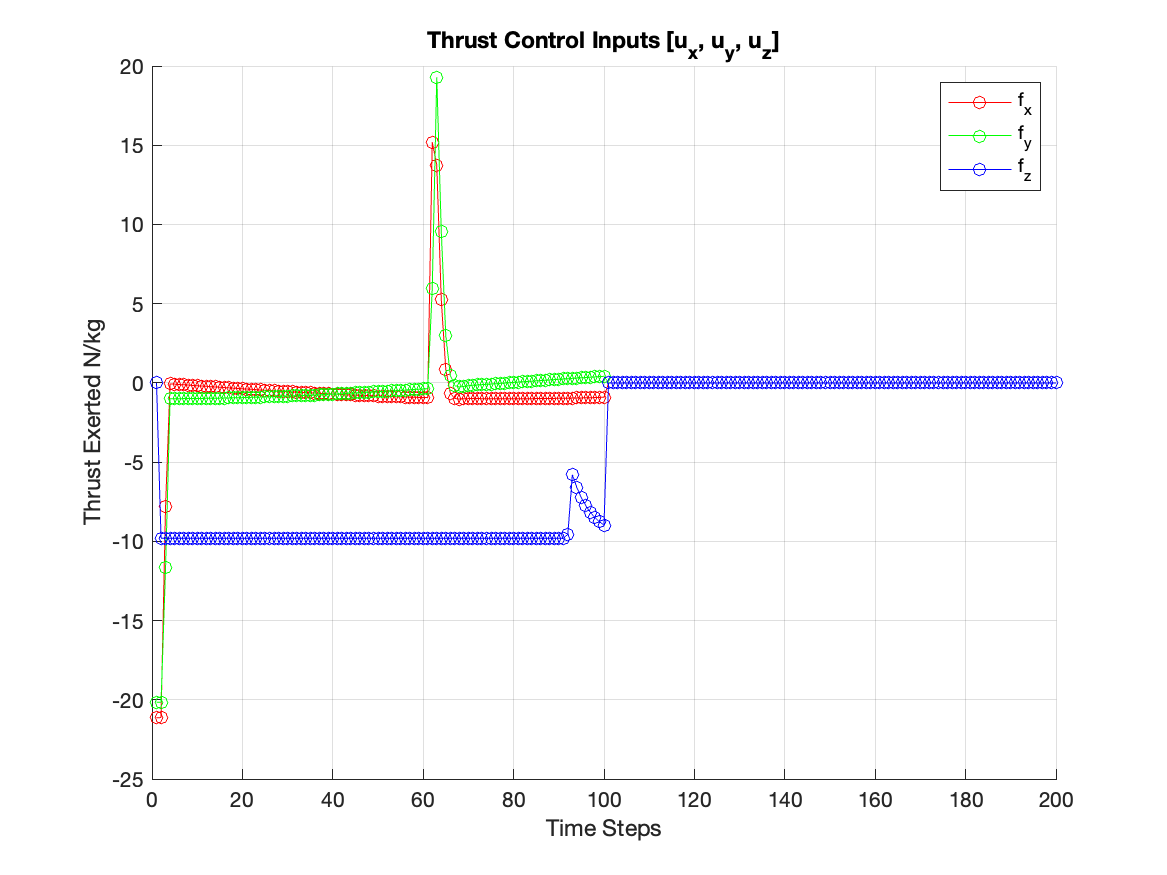 Thrust Control Inputs [u_x, u_y, u_z]
f_x
f_y
f_z
Thrust Exerted N/kg
20
15
10
5
0
-5
-10
-15
-20
-25
0 20 40 60 80 100 120 140 160 180 200
Time Steps